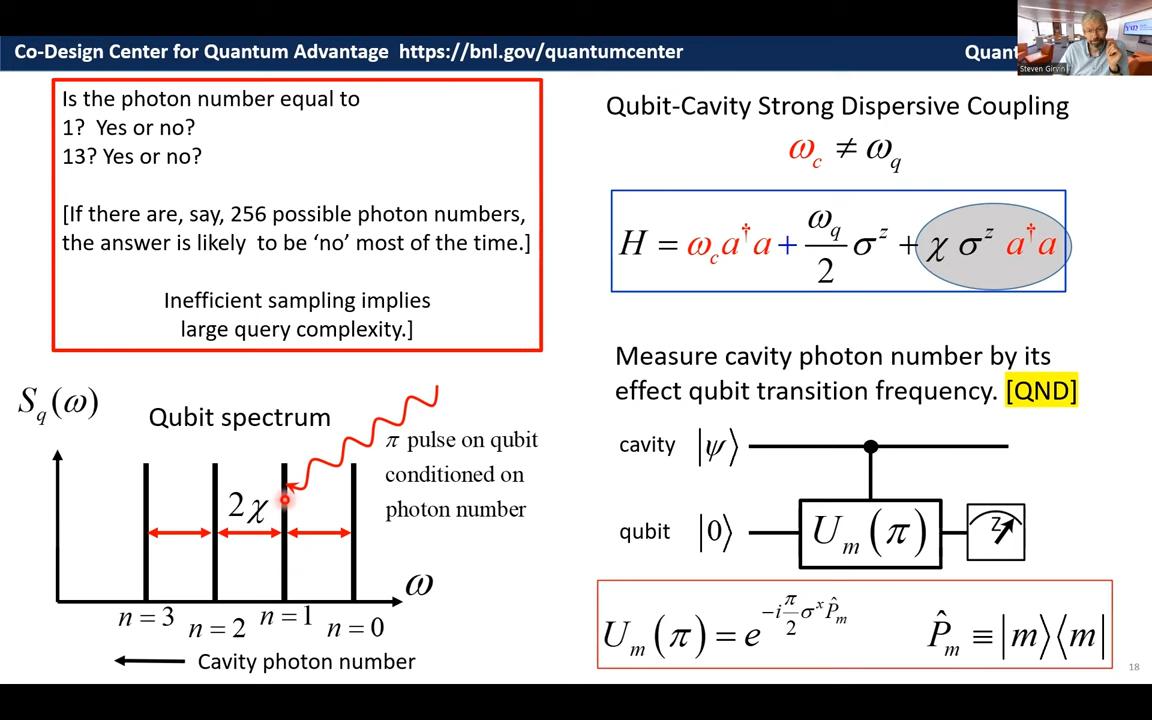 Co-Design Center for Quantum Advantage https://bnl.gov/quantumcenter
Quant
Steven Girvin
Is the photon number equal to
1? Yes or no?
13? Yes or no?
[If there are, say, 256 possible photon numbers,
the answer is likely to be ‘no’ most of the time.]
Inefficient sampling implies
large query complexity.]
Qubit-Cavity Strong Dispersive Coupling
ω_c ≠ ω_q
H = ω_c a†a + ω_q/2 σ^z + χ σ^z a†a
Measure cavity photon number by its
effect qubit transition frequency. [QND]
cavity |ψ⟩
qubit |0⟩ U_m(π) Z
U_m(π) = e^{-i π/2 σ^x P̂_m} P̂_m ≡ |m⟩⟨m|
S_q(ω)
Qubit spectrum
π pulse on qubit
conditioned on
photon number
2χ
ω
n = 3 n = 2 n = 1 n = 0
Cavity photon number
18